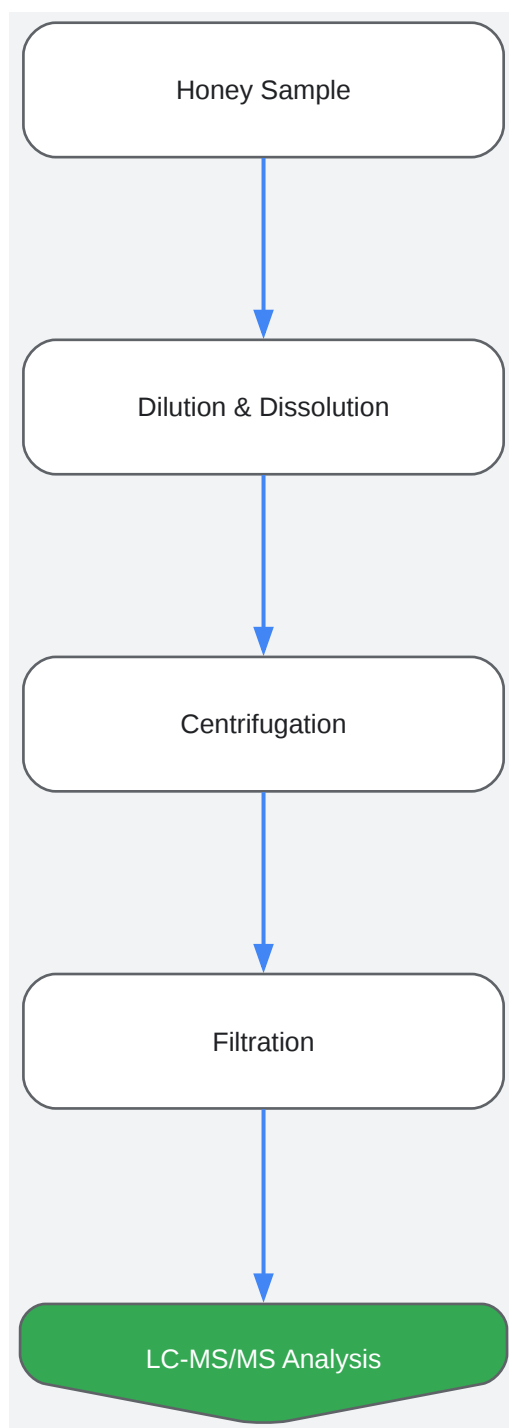 Honey Sample
Dilution & Dissolution
Centrifugation
Filtration
LC-MS/MS Analysis